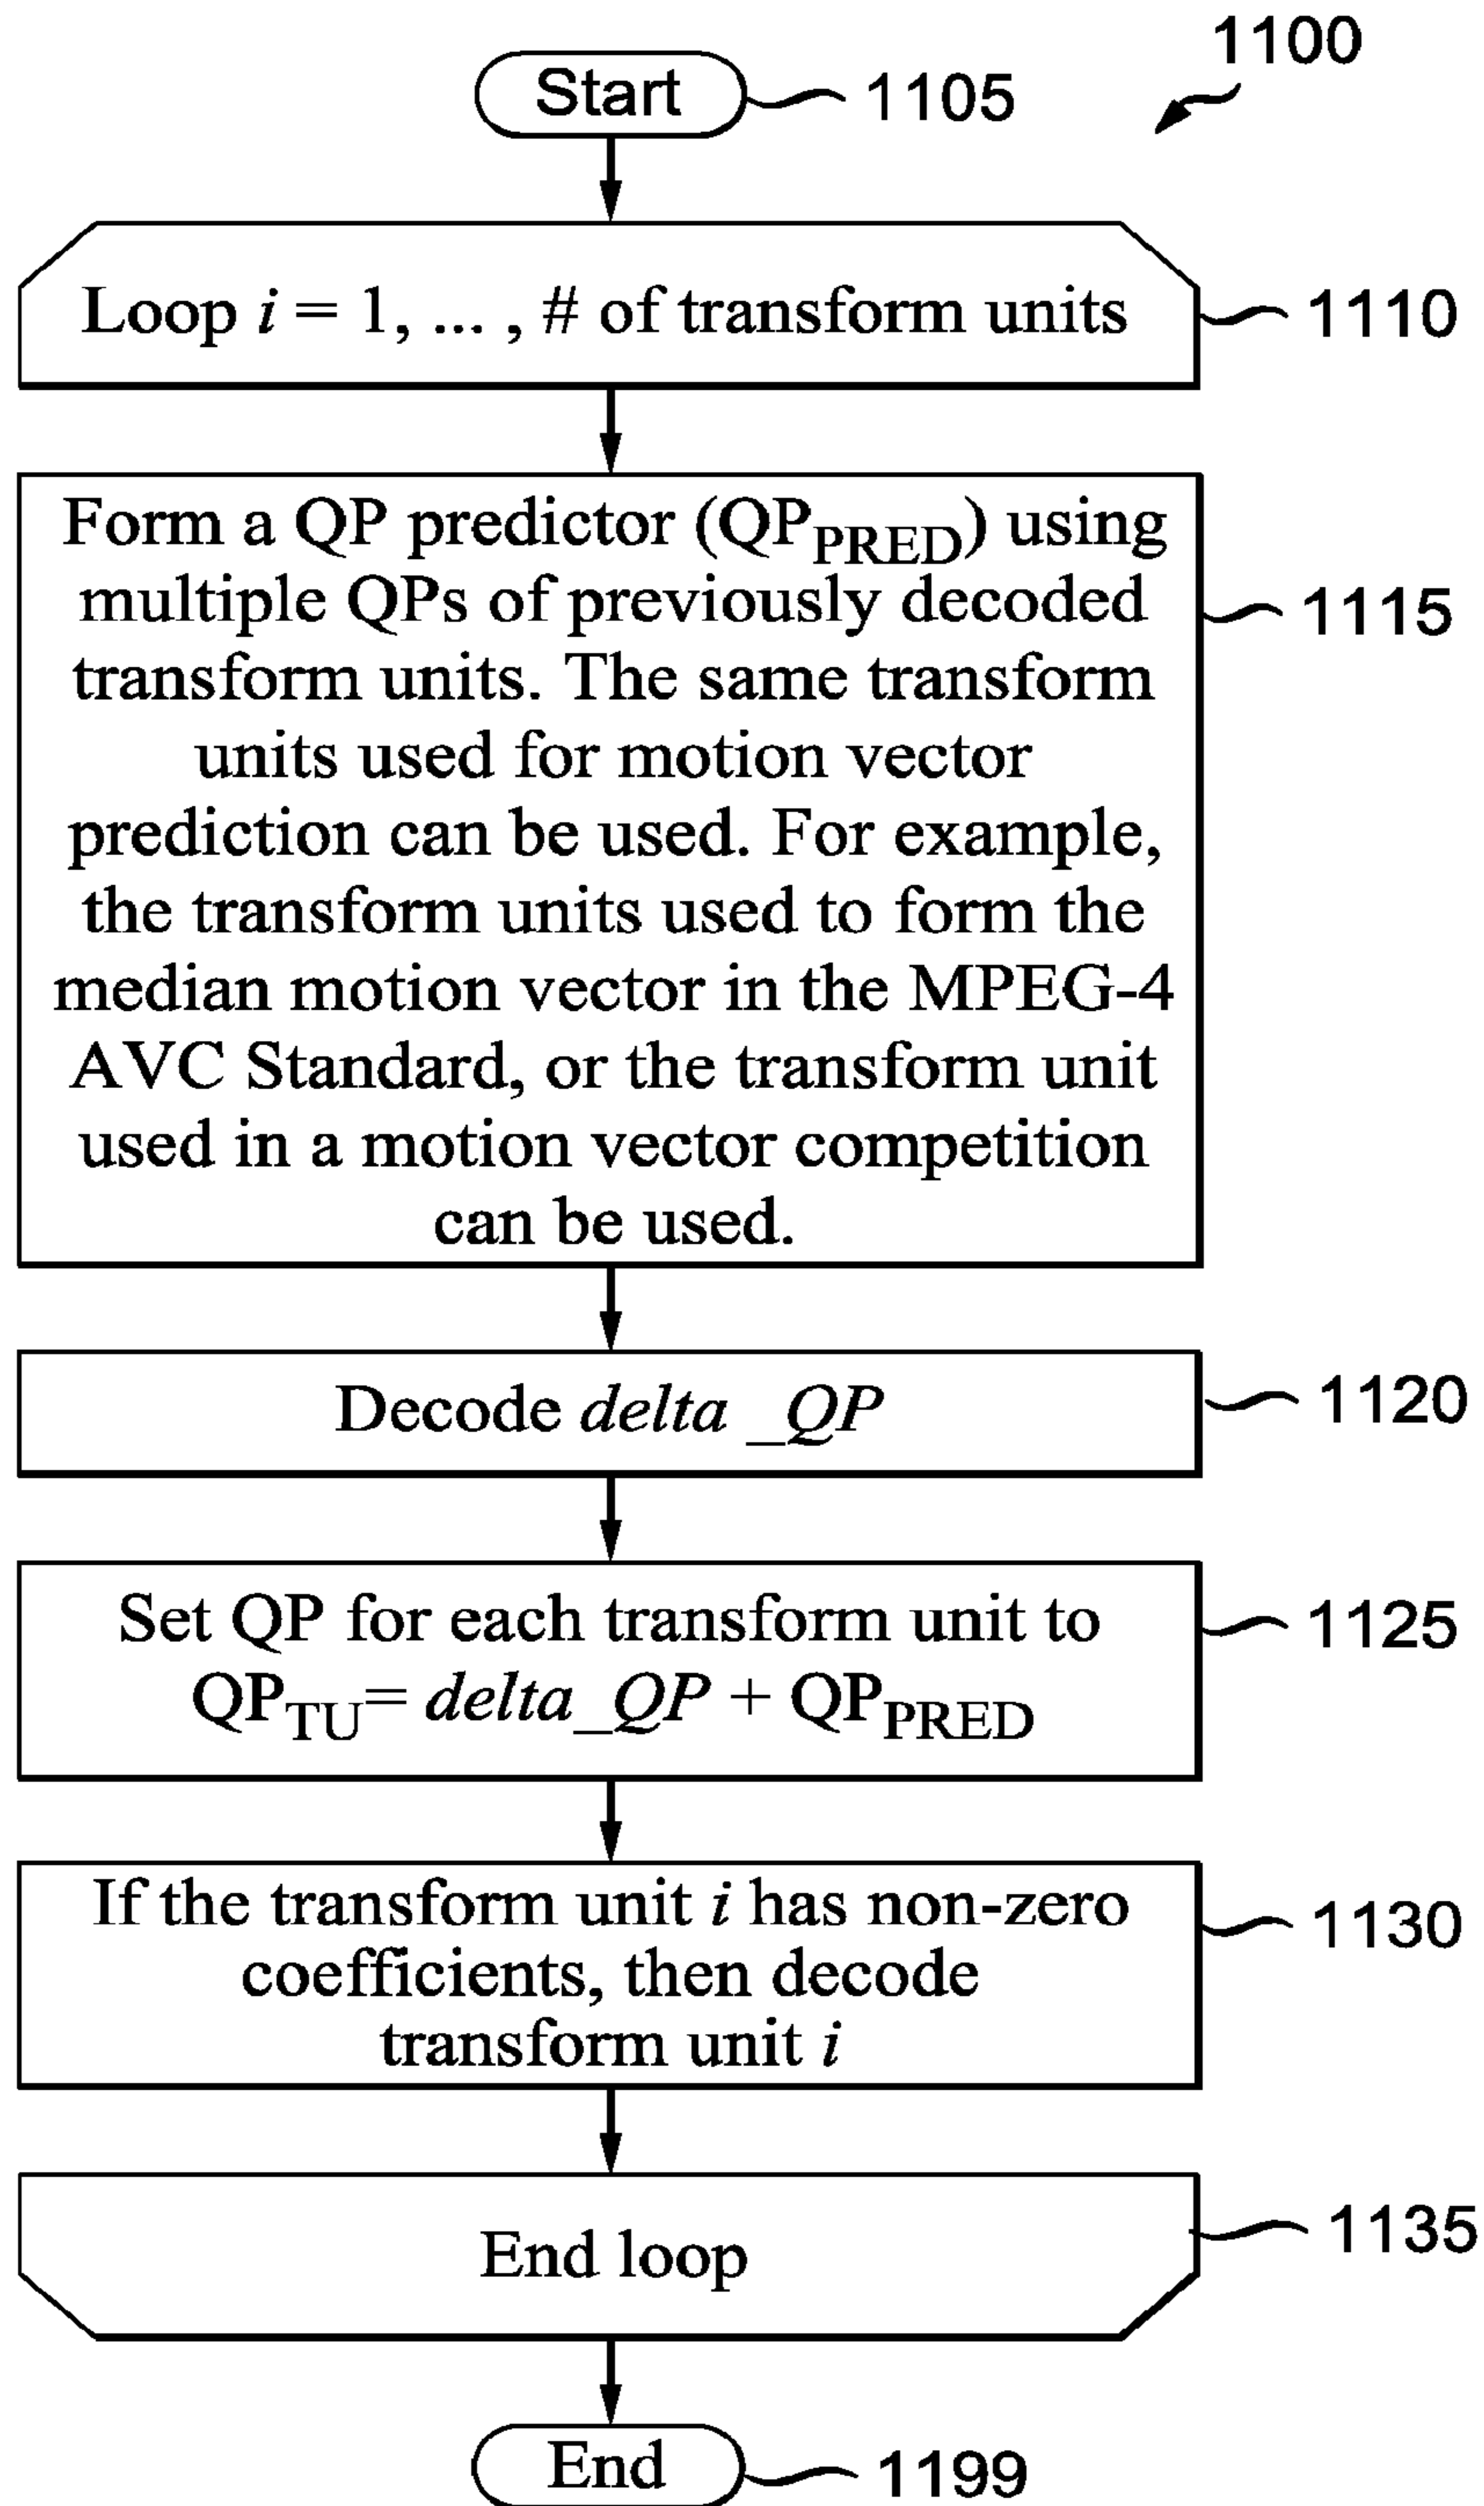 1100
Start
1105
Loop i = 1, ... , # of transform units
1110
Form a QP predictor (QPPRED) using
multiple QPs of previously decoded
transform units. The same transform
units used for motion vector
prediction can be used. For example,
the transform units used to form the
median motion vector in the MPEG-4
AVC Standard, or the transform unit
used in a motion vector competition
can be used.
1115
Decode delta_QP
1120
Set QP for each transform unit to
QPTU= delta_QP + QPPRED
1125
If the transform unit i has non-zero
coefficients, then decode
transform unit i
1130
End loop
1135
End
1199